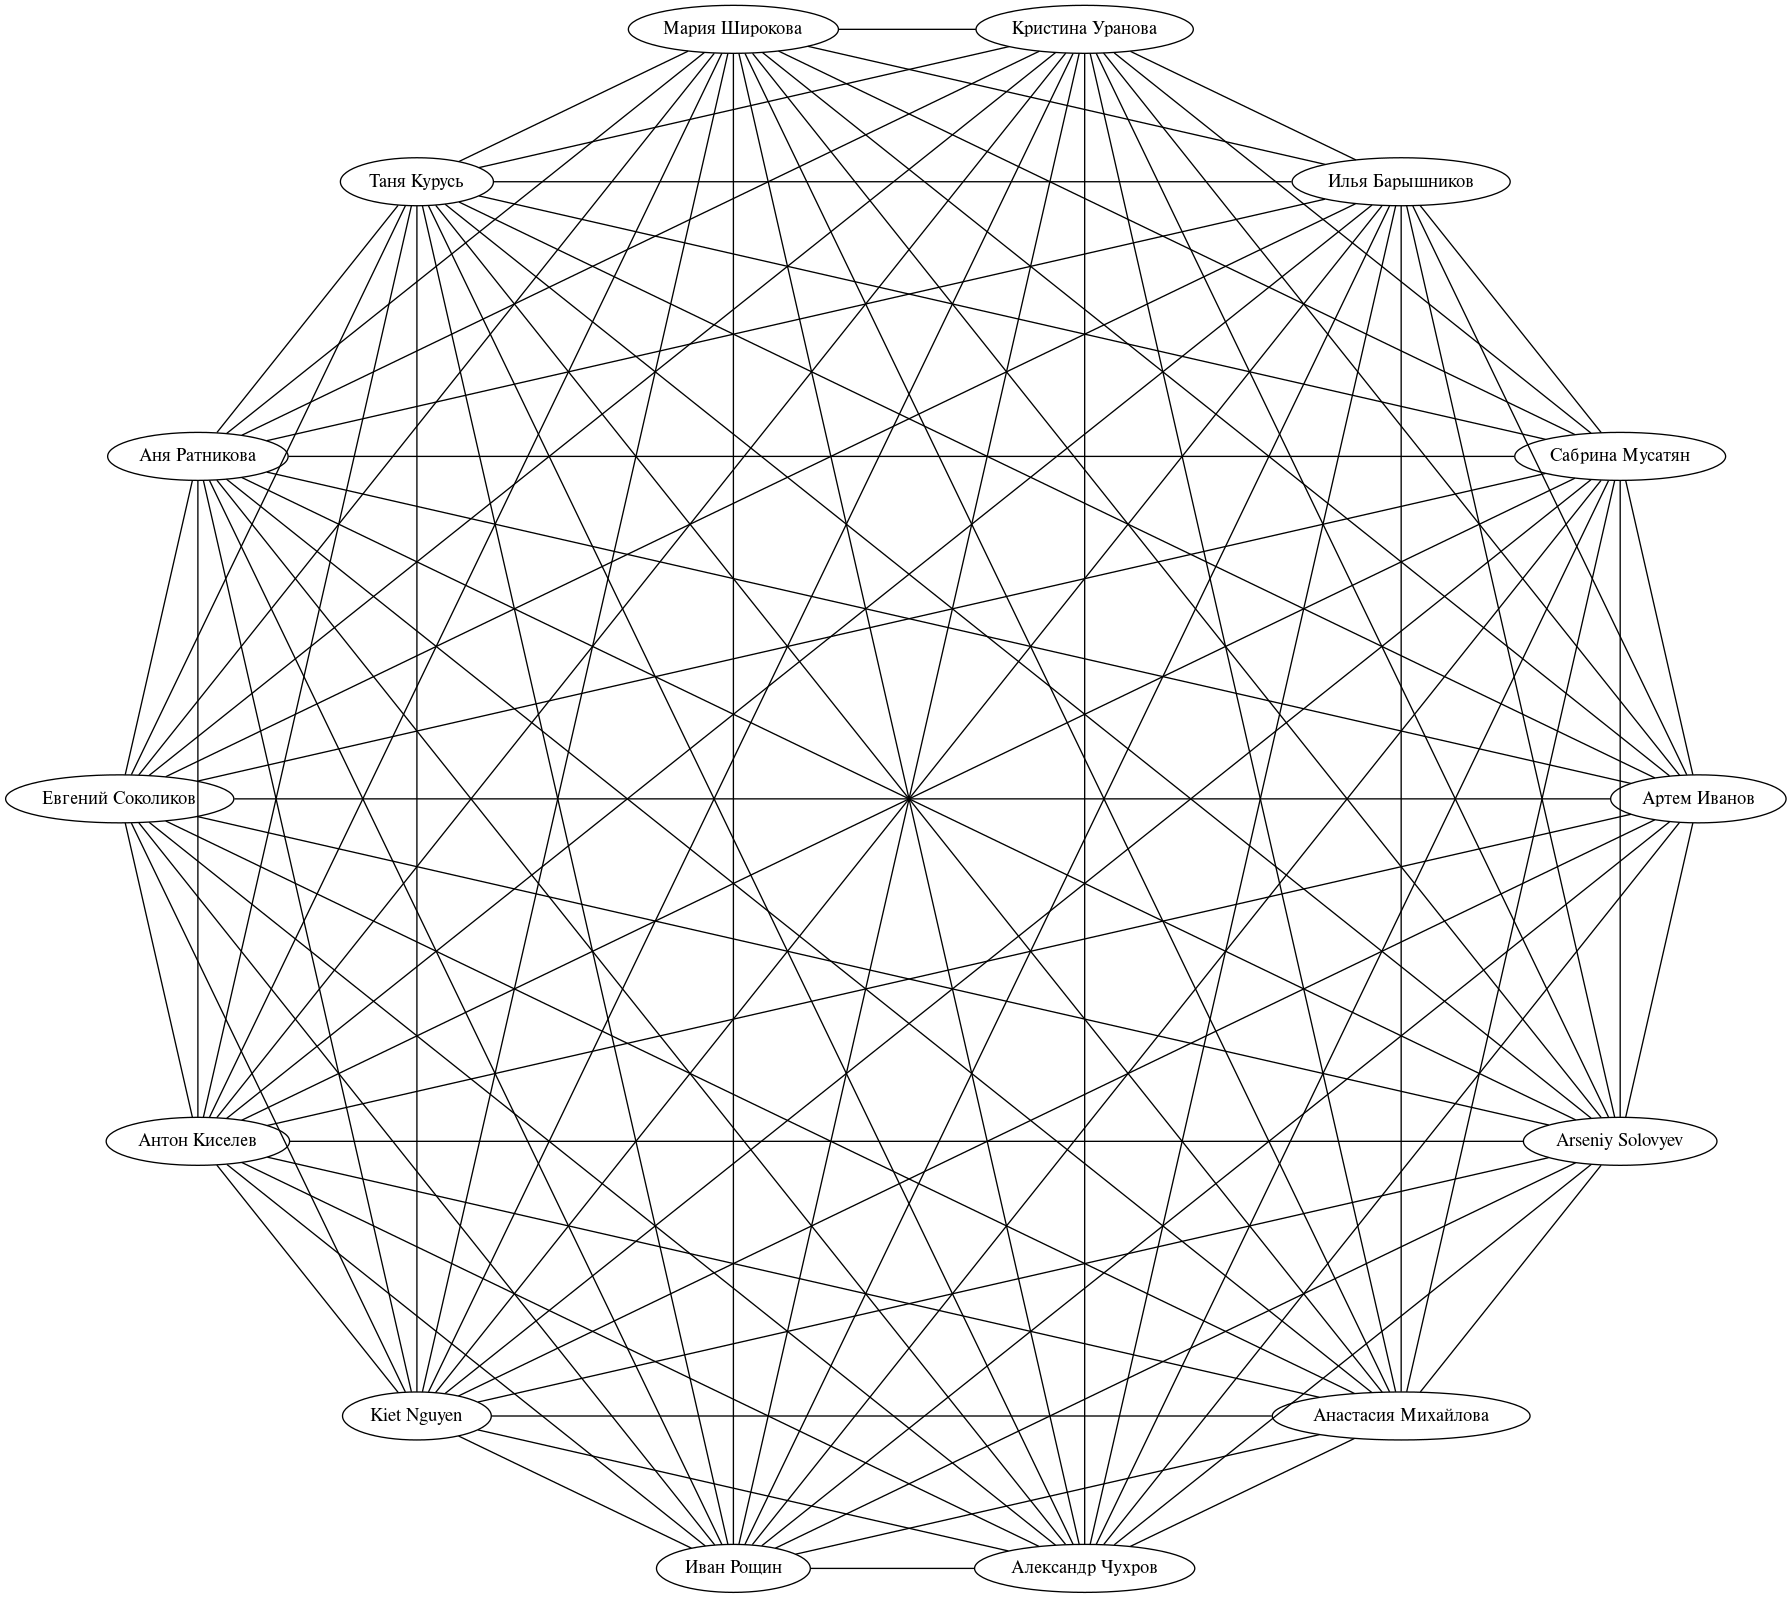 Мария Широкова
Кристина Уранова
Таня Курусь
Илья Барышников
Аня Ратникова
Сабрина Мусатян
Евгений Соколиков
Артем Иванов
Антон Киселев
Arseniy Solovyev
Kiet Nguyen
Анастасия Михайлова
Иван Рощин
Александр Чухров